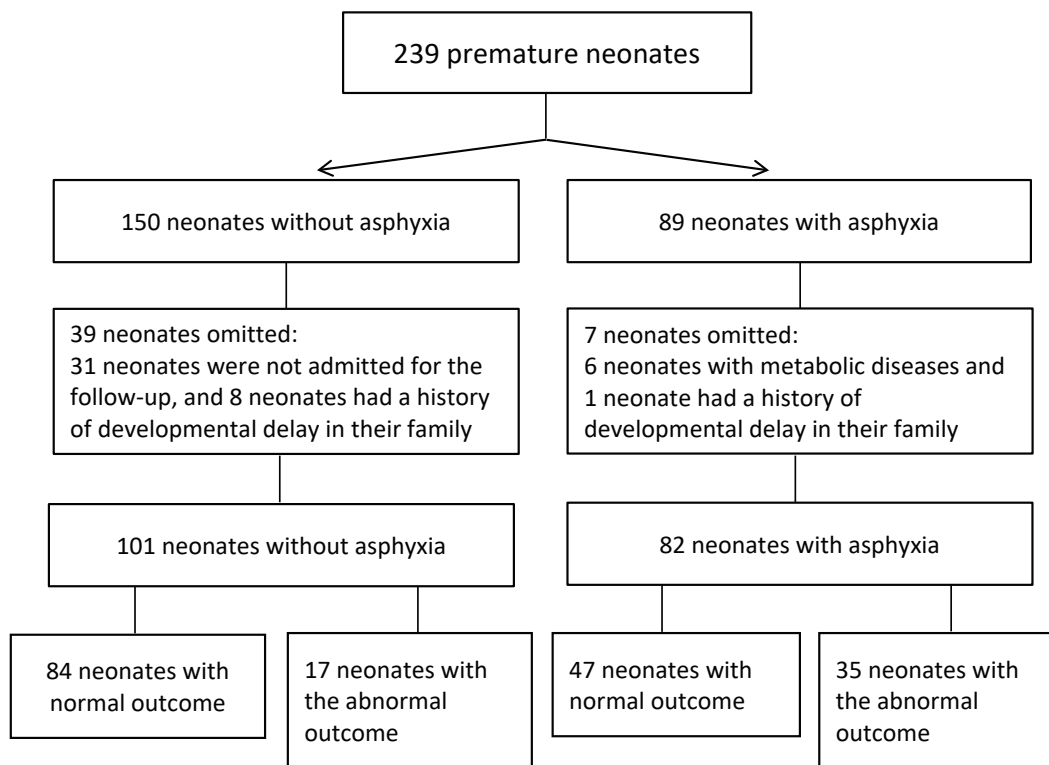 239 premature neonates
150 neonates without asphyxia
89 neonates with asphyxia
39 neonates omitted:
31 neonates were not admitted for the
follow-up, and 8 neonates had a history
of developmental delay in their family
7 neonates omitted:
6 neonates with metabolic diseases and
1 neonate had a history of
developmental delay in their family
101 neonates without asphyxia
82 neonates with asphyxia
84 neonates with
normal outcome
17 neonates with
the abnormal
outcome
47 neonates with
normal outcome
35 neonates with
the abnormal
outcome